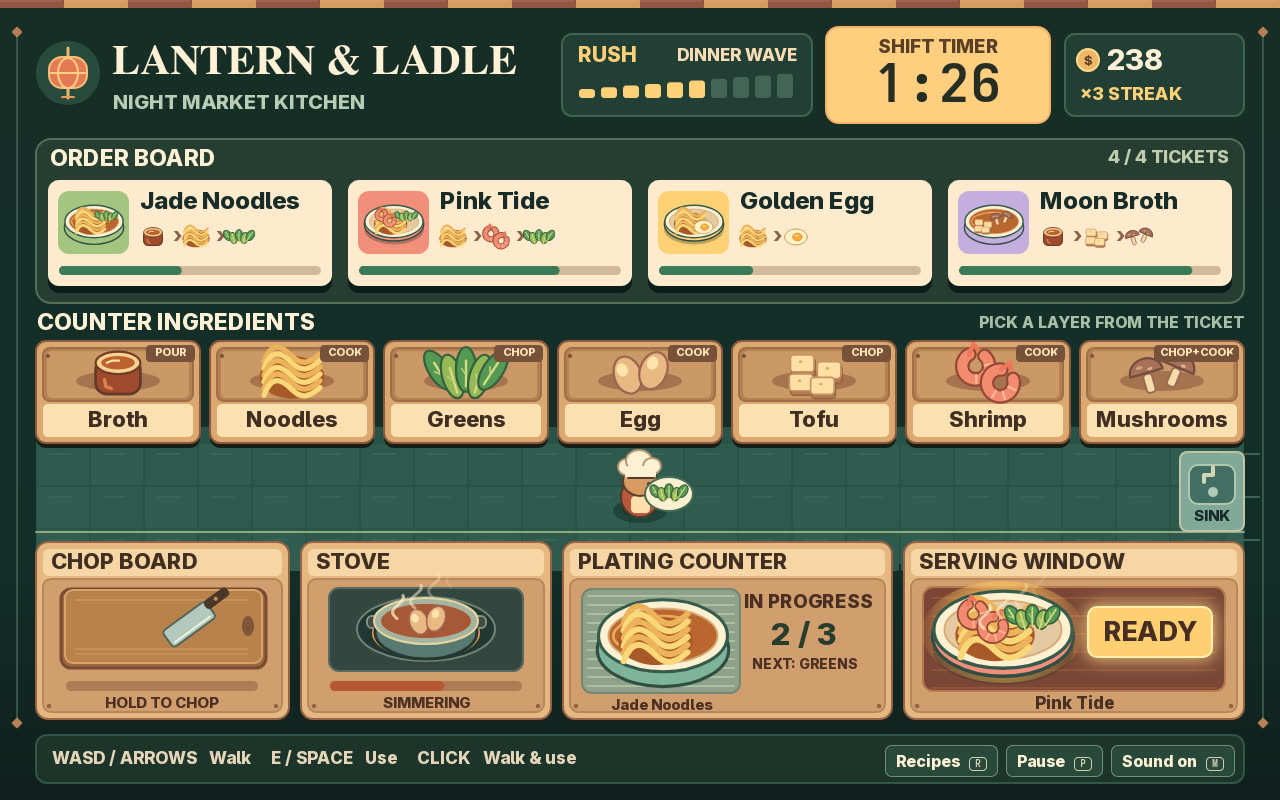 LANTERN & LADLE
NIGHT MARKET KITCHEN
RUSH DINNER WAVE
SHIFT TIMER
1:26
$ 238
×3 STREAK
ORDER BOARD
4 / 4 TICKETS
Jade Noodles
Pink Tide
Golden Egg
Moon Broth
COUNTER INGREDIENTS
PICK A LAYER FROM THE TICKET
POUR
Broth
COOK
Noodles
CHOP
Greens
COOK
Egg
CHOP
Tofu
COOK
Shrimp
CHOP+COOK
Mushrooms
SINK
CHOP BOARD
HOLD TO CHOP
STOVE
SIMMERING
PLATING COUNTER
IN PROGRESS
2 / 3
NEXT: GREENS
Jade Noodles
SERVING WINDOW
READY
Pink Tide
WASD / ARROWS Walk E / SPACE Use CLICK Walk & use
Recipes R
Pause P
Sound on M